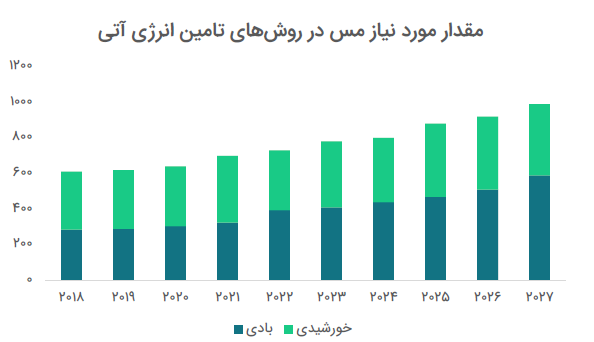 مقدار مورد نیاز مس در روش‌های تامین انرژی آتی
۱۲۰۰
۱۰۰۰
۸۰۰
۶۰۰
۴۰۰
۲۰۰
۰
۲۰۱۸ ۲۰۱۹ ۲۰۲۰ ۲۰۲۱ ۲۰۲۲ ۲۰۲۳ ۲۰۲۴ ۲۰۲۵ ۲۰۲۶ ۲۰۲۷
خورشیدی بادی